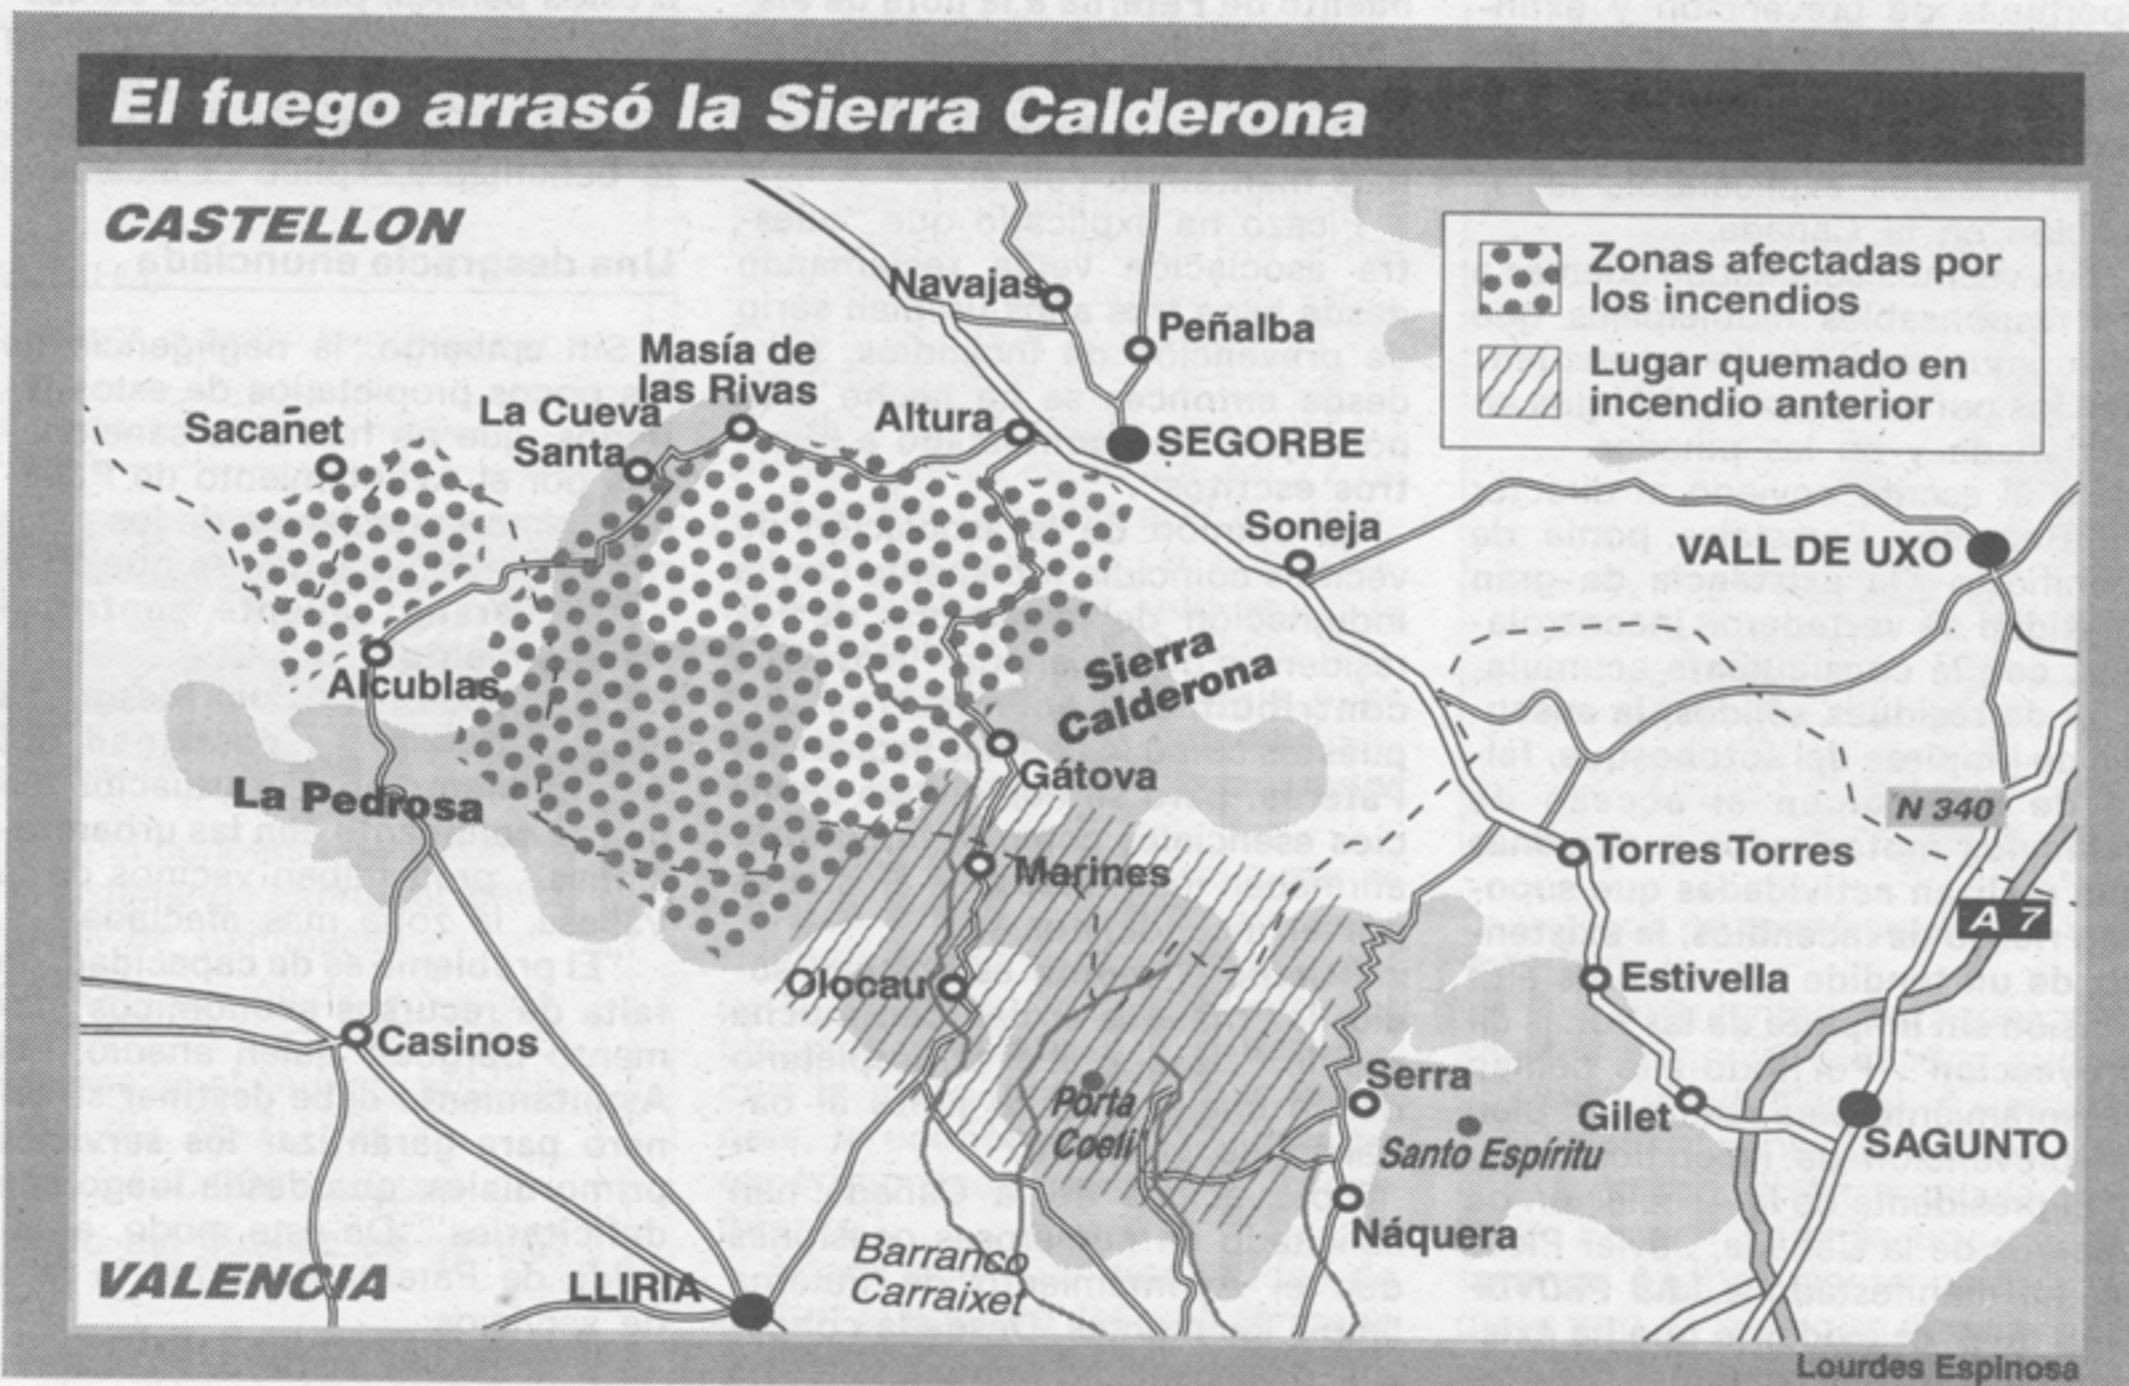 El fuego arrasó la Sierra Calderona
CASTELLON
Zonas afectadas por
los incendios
Lugar quemado en
incendio anterior
Navajas
Peñalba
Masía de
las Rivas
La Cueva
Santa
Sacañet
Altura
SEGORBE
Soneja
VALL DE UXO
Alcublas
Sierra
Calderona
Gátova
La Pedrosa
N 340
Marines
Torres Torres
A 7
Olocau
Estivella
Casinos
Serra
Porta
Coeli
Gilet
Santo Espíritu
SAGUNTO
Náquera
Barranco
Carraixet
VALENCIA
LLIRIA
Lourdes Espinosa